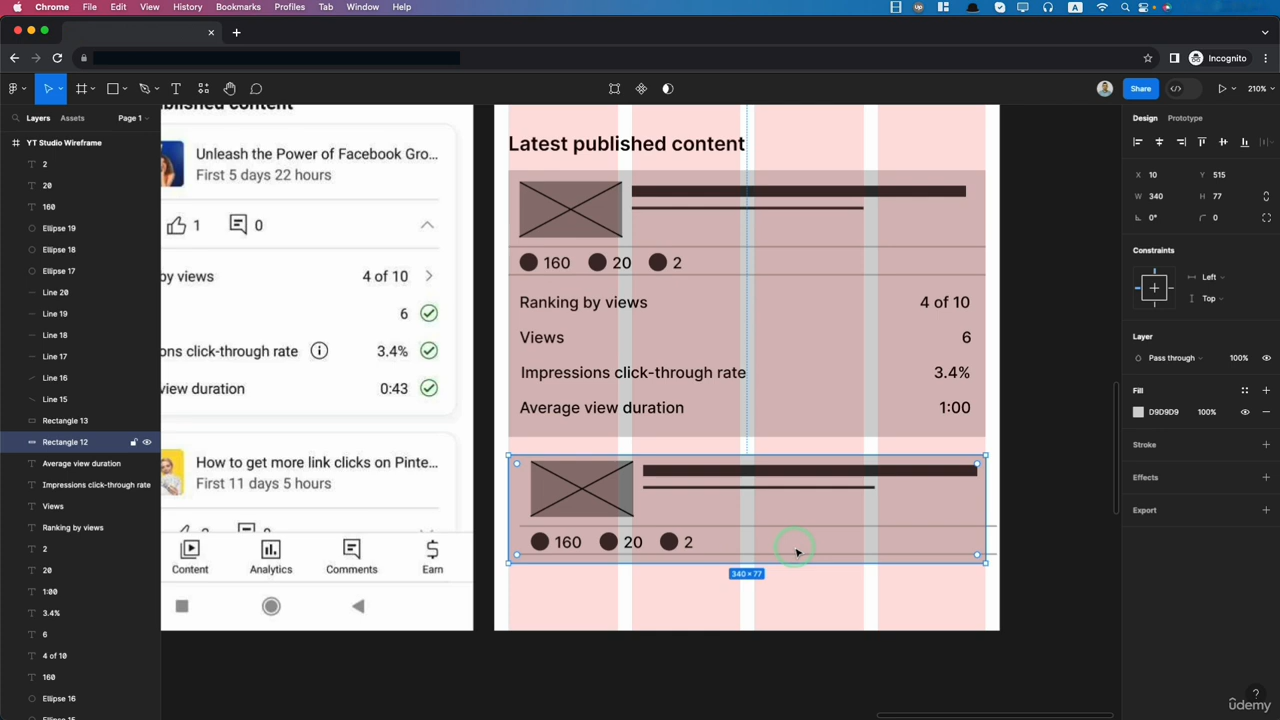 Chrome File Edit View History Bookmarks Profiles Tab Window Help
Incognito
Share
210%
Layers Assets Page 1
YT Studio Wireframe
2
20
160
Ellipse 19
Ellipse 18
Ellipse 17
Line 20
Line 19
Line 18
Line 17
Line 16
Line 15
Rectangle 13
Rectangle 12
Average view duration
Impressions click-through rate
Views
Ranking by views
2
20
1:00
3.4%
6
4 of 10
160
Ellipse 16
Ellipse 15
published content
Unleash the Power of Facebook Gro...
First 5 days 22 hours
1 0
by views 4 of 10
6
ons click-through rate 3.4%
view duration 0:43
How to get more link clicks on Pinte...
First 11 days 5 hours
Content Analytics Comments Earn
Latest published content
160 20 2
Ranking by views 4 of 10
Views 6
Impressions click-through rate 3.4%
Average view duration 1:00
160 20 2
340 × 77
Design Prototype
X 10 Y 515
W 340 H 77
0° 0
Constraints
Left
Top
Layer
Pass through 100%
Fill
D9D9D9 100%
Stroke
Effects
Export
?
udemy